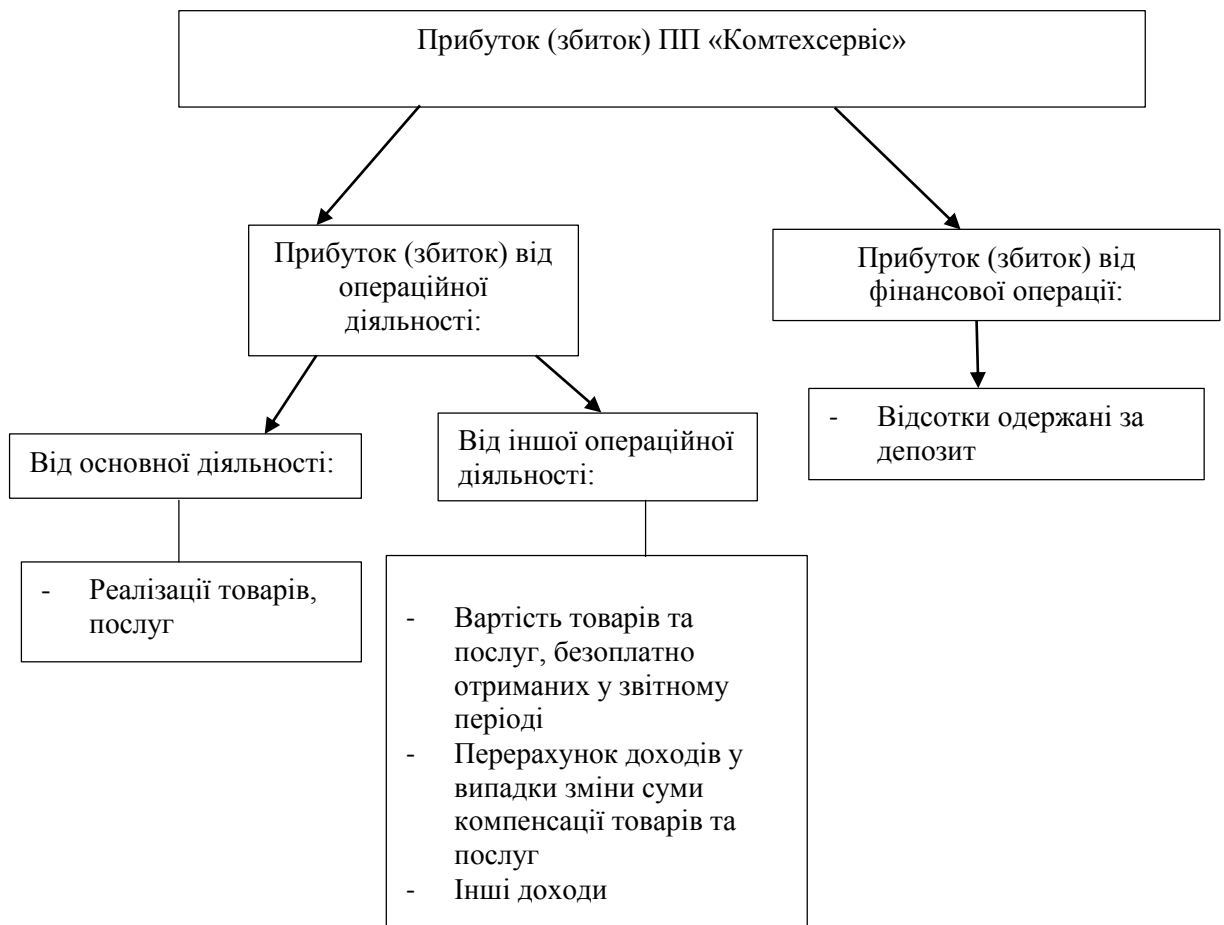 Прибуток (збиток) ПП «Комтехсервіс»
Прибуток (збиток) від
операційної
діяльності:
Прибуток (збиток) від
фінансової операції:
- Відсотки одержані за
депозит
Від основної діяльності:
Від іншої операційної
діяльності:
- Реалізації товарів,
послуг
- Вартість товарів та
послуг, безоплатно
отриманих у звітному
періоді
- Перерахунок доходів у
випадки зміни суми
компенсації товарів та
послуг
- Інші доходи